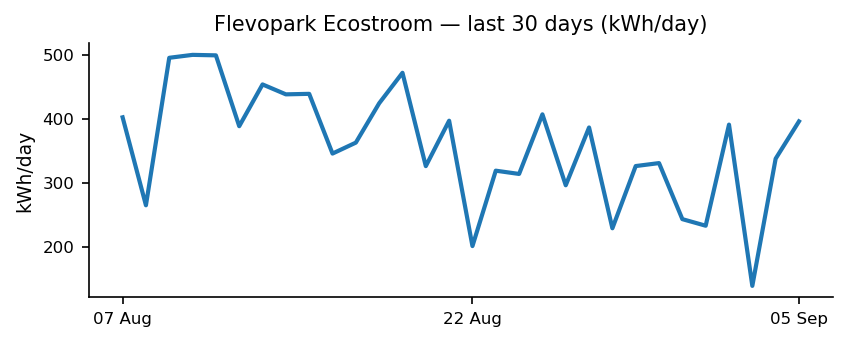 Flevopark Ecostroom — last 30 days (kWh/day)
kWh/day
500
400
300
200
07 Aug
22 Aug
05 Sep